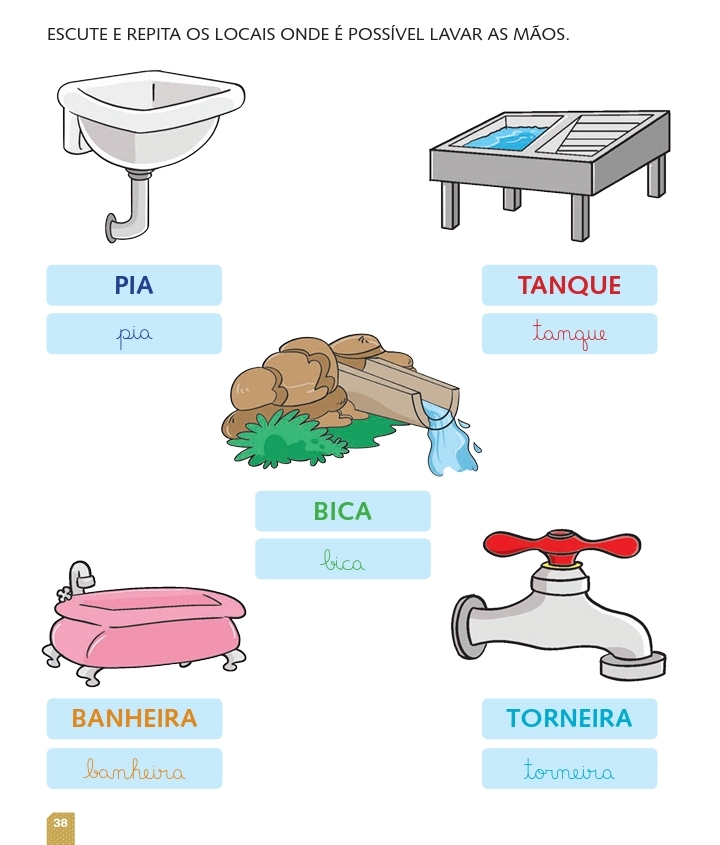 ESCUTE E REPITA OS LOCAIS ONDE É POSSÍVEL LAVAR AS MÃOS.
PIA
pia
TANQUE
tanque
BICA
bica
BANHEIRA
banheira
TORNEIRA
torneira
38